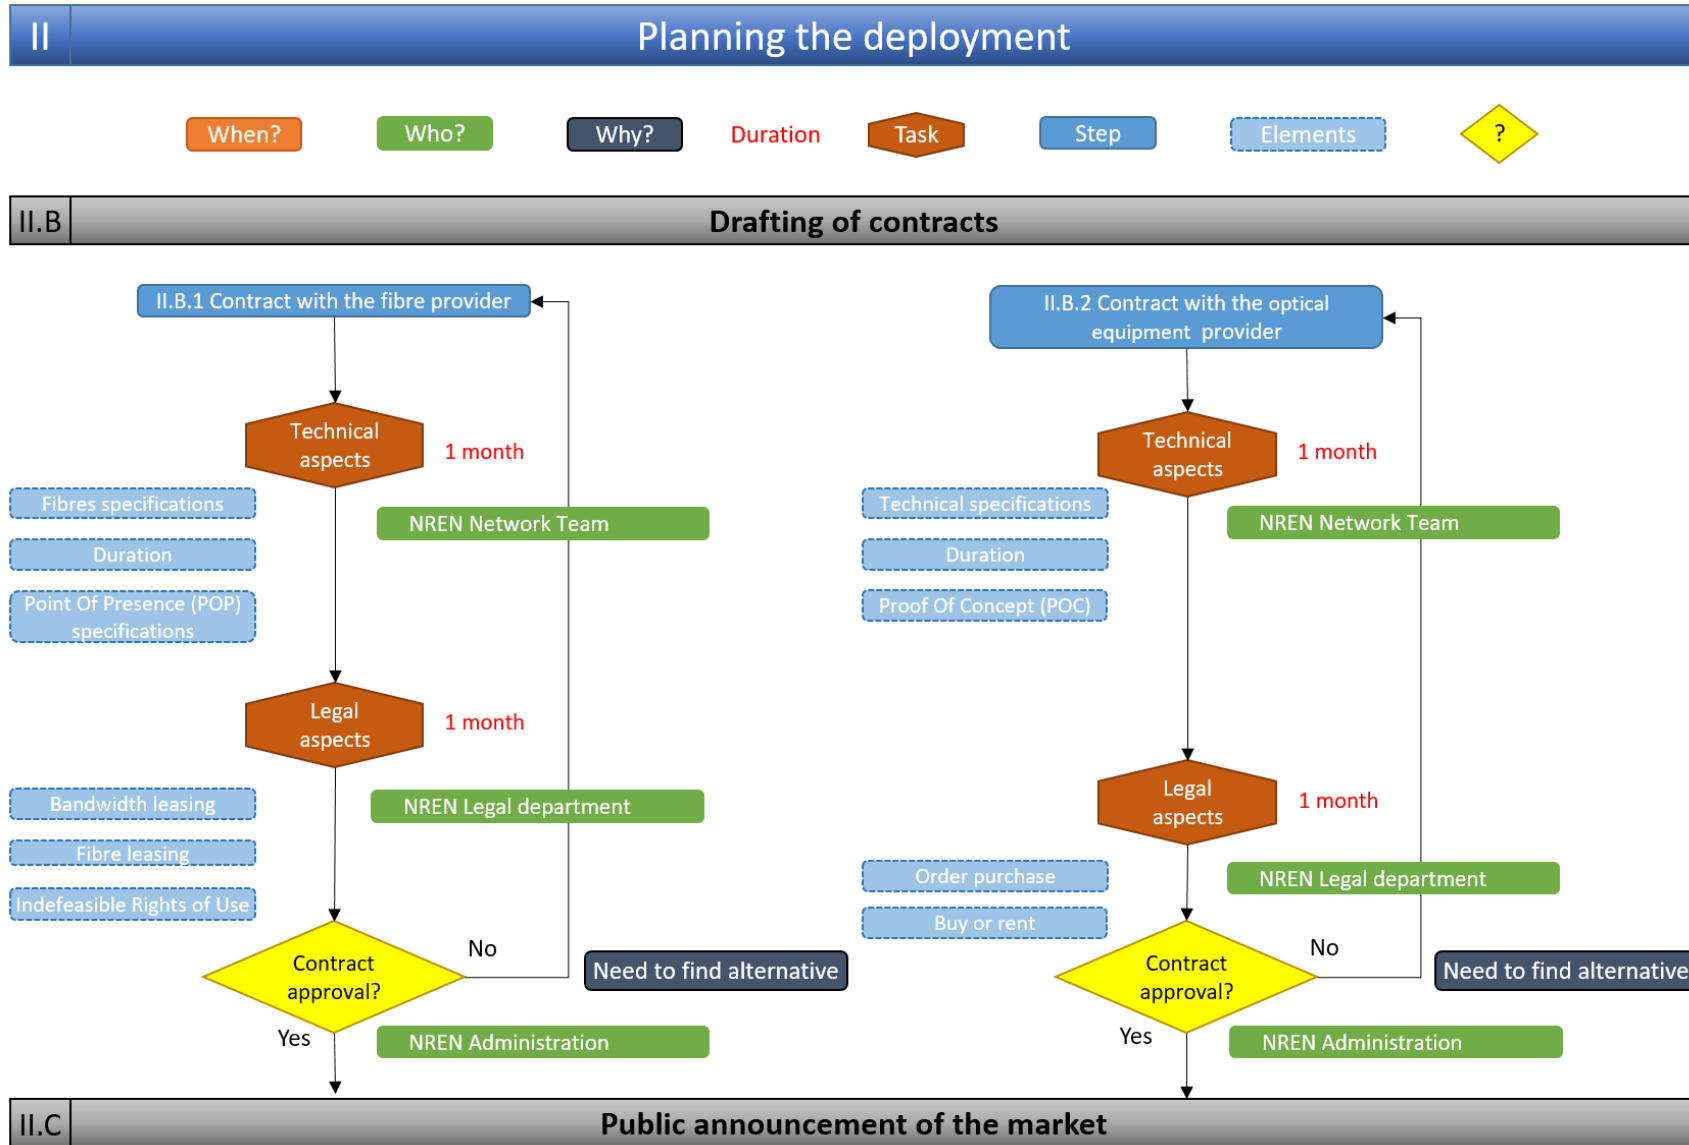 II
Planning the deployment
When?
Who?
Why?
Duration
Task
Step
Elements
?
II.B
Drafting of contracts
II.B.1 Contract with the fibre provider
Technical
aspects
1 month
Fibres specifications
NREN Network Team
Duration
Point Of Presence (POP)
specifications
Legal
aspects
1 month
Bandwidth leasing
NREN Legal department
Fibre leasing
Indefeasible Rights of Use
Contract
approval?
No
Need to find alternative
Yes
NREN Administration
II.B.2 Contract with the optical
equipment provider
Technical
aspects
1 month
Technical specifications
NREN Network Team
Duration
Proof Of Concept (POC)
Legal
aspects
1 month
Order purchase
NREN Legal department
Buy or rent
Contract
approval?
No
Need to find alternative
Yes
NREN Administration
II.C
Public announcement of the market